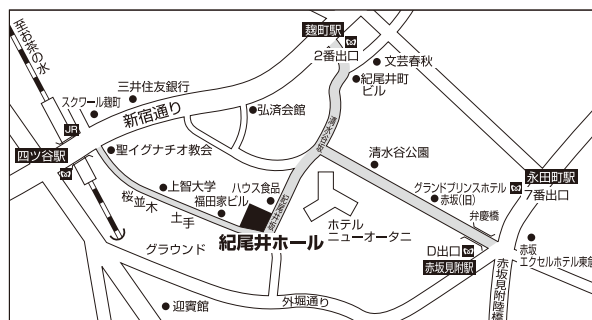 至お茶の水
麹町駅
2番出口
文芸春秋
紀尾井町
ビル
三井住友銀行
スクワール麹町
新宿通り
弘済会館
清水谷坂
JR
四ツ谷駅
聖イグナチオ教会
清水谷公園
上智大学
ハウス食品
福田家ビル
桜並木
土手
グランドプリンスホテル
赤坂(旧)
永田町駅
7番出口
弁慶橋
ホテル
ニューオータニ
紀尾井ホール
グラウンド
D出口
赤坂見附駅
赤坂
エクセルホテル東急
迎賓館
外堀通り
赤坂見附陸橋